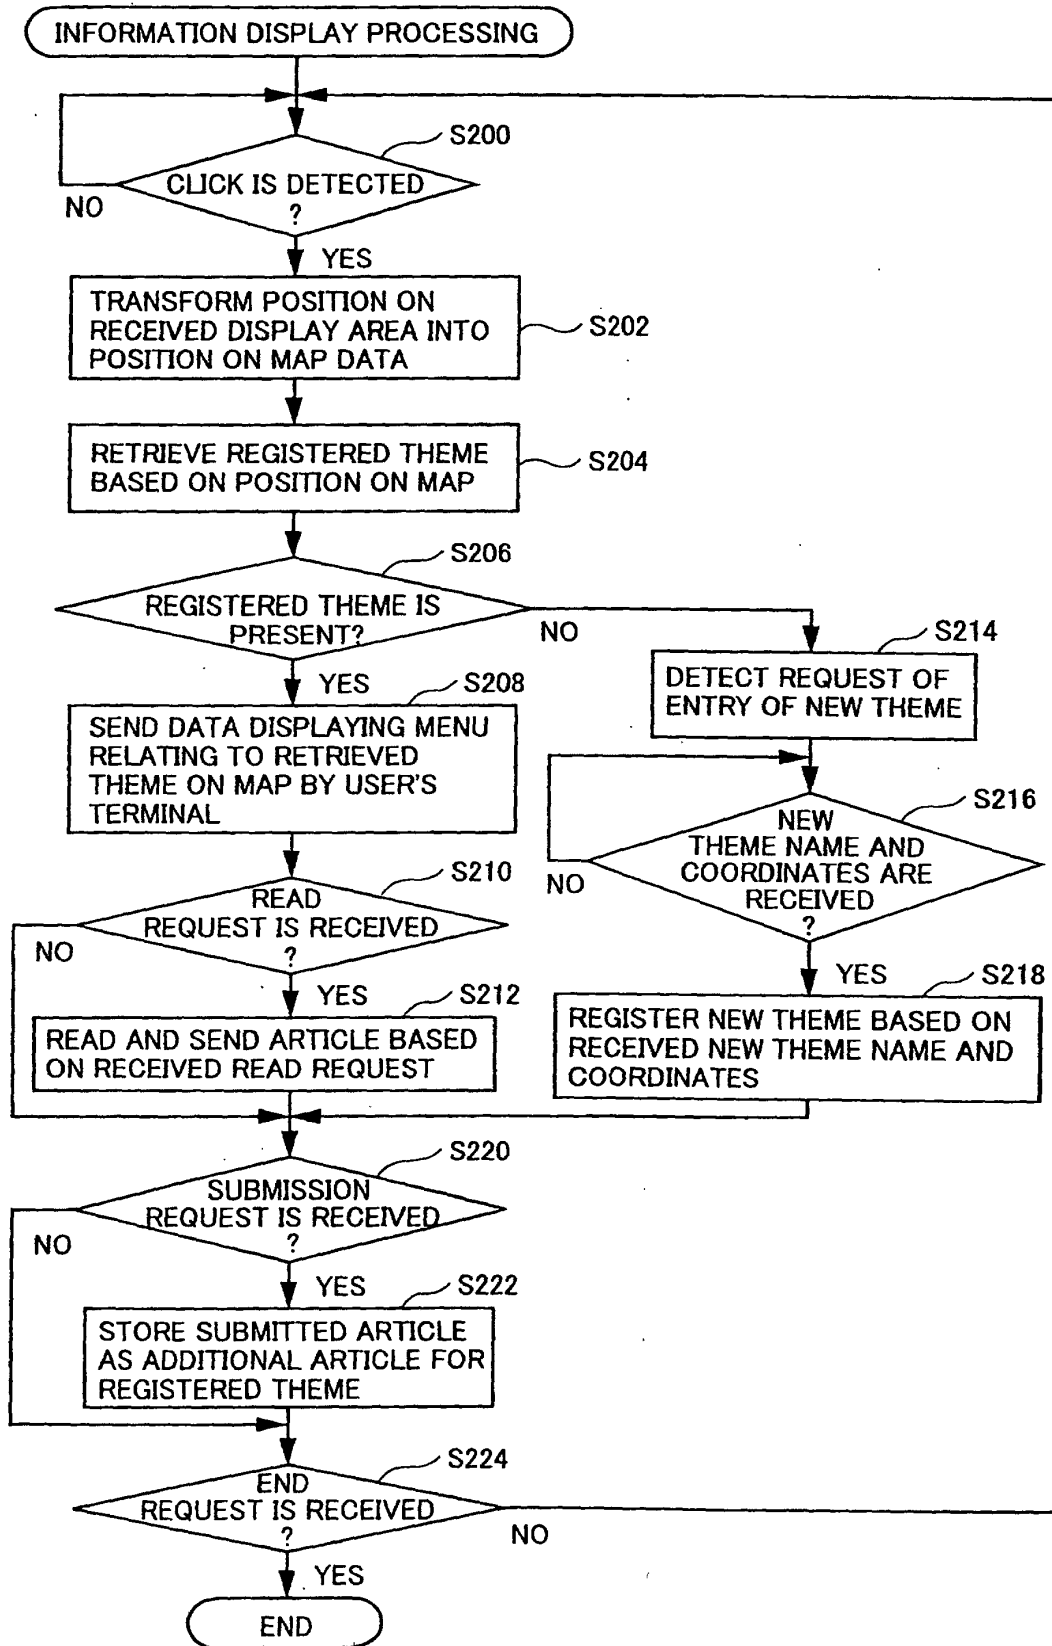 INFORMATION DISPLAY PROCESSING
S200
CLICK IS DETECTED
?
NO
YES
TRANSFORM POSITION ON
RECEIVED DISPLAY AREA INTO
POSITION ON MAP DATA
S202
RETRIEVE REGISTERED THEME
BASED ON POSITION ON MAP
S204
S206
REGISTERED THEME IS
PRESENT?
NO
YES
S208
SEND DATA DISPLAYING MENU
RELATING TO RETRIEVED
THEME ON MAP BY USER'S
TERMINAL
S210
READ
REQUEST IS RECEIVED
?
NO
YES
S212
READ AND SEND ARTICLE BASED
ON RECEIVED READ REQUEST
S214
DETECT REQUEST OF
ENTRY OF NEW THEME
S216
NEW
THEME NAME AND
COORDINATES ARE
RECEIVED
?
NO
YES
S218
REGISTER NEW THEME BASED ON
RECEIVED NEW THEME NAME AND
COORDINATES
S220
SUBMISSION
REQUEST IS RECEIVED
?
NO
YES
S222
STORE SUBMITTED ARTICLE
AS ADDITIONAL ARTICLE FOR
REGISTERED THEME
S224
END
REQUEST IS RECEIVED
?
NO
YES
END